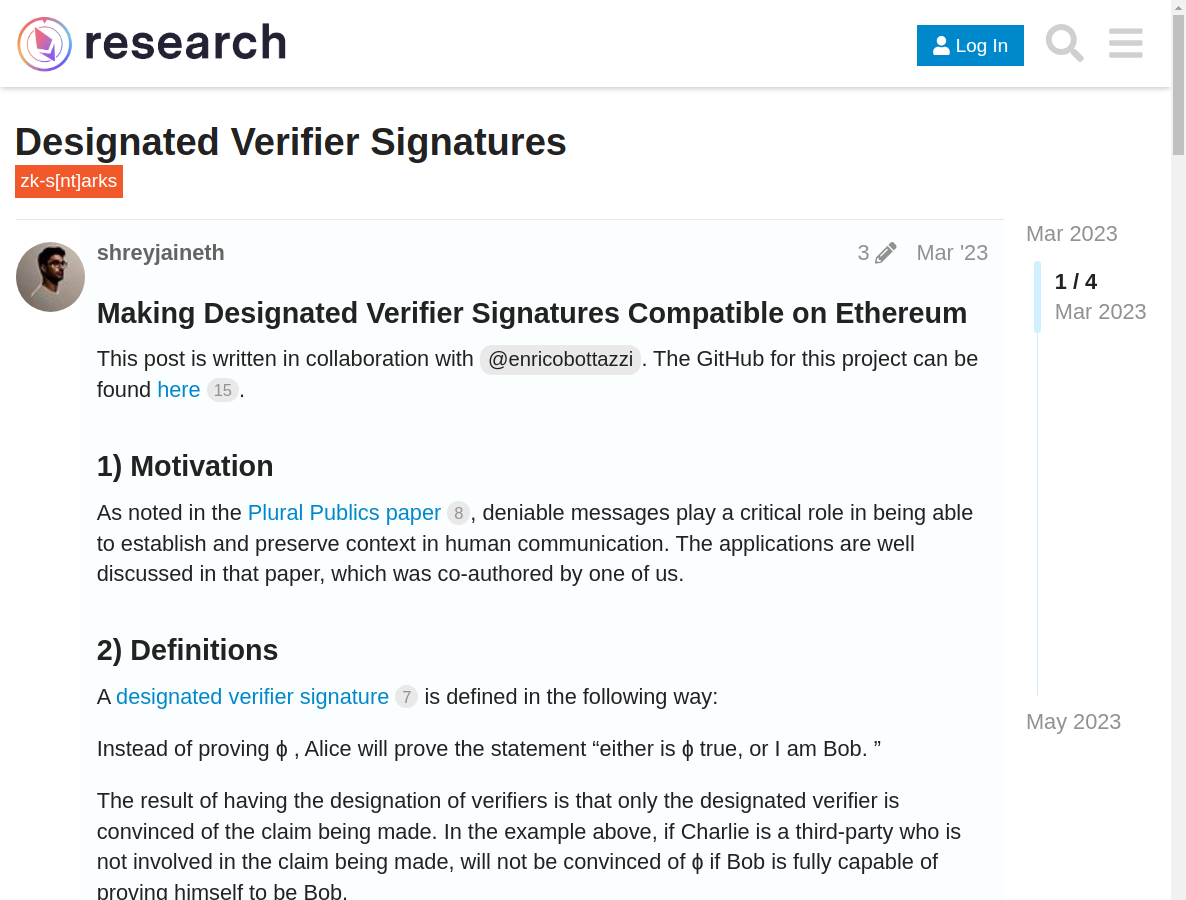 research
Log In
Designated Verifier Signatures
zk-s[nt]arks
shreyjaineth
3
Mar '23
Mar 2023
1 / 4
Mar 2023
Making Designated Verifier Signatures Compatible on Ethereum
This post is written in collaboration with @enricobottazzi. The GitHub for this project can be
found here 15.
1) Motivation
As noted in the Plural Publics paper 8, deniable messages play a critical role in being able
to establish and preserve context in human communication. The applications are well
discussed in that paper, which was co-authored by one of us.
2) Definitions
A designated verifier signature 7 is defined in the following way:
May 2023
Instead of proving ϕ , Alice will prove the statement “either is ϕ true, or I am Bob. ”
The result of having the designation of verifiers is that only the designated verifier is
convinced of the claim being made. In the example above, if Charlie is a third-party who is
not involved in the claim being made, will not be convinced of ϕ if Bob is fully capable of
proving himself to be Bob.